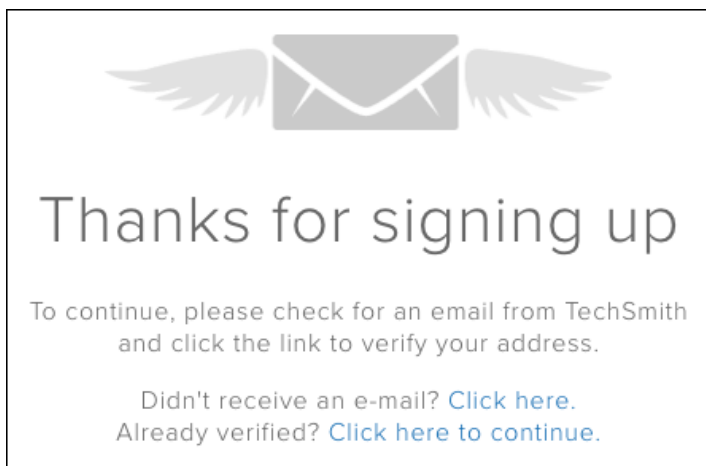 Thanks for signing up
To continue, please check for an email from TechSmith
and click the link to verify your address.
Didn't receive an e-mail? Click here.
Already verified? Click here to continue.